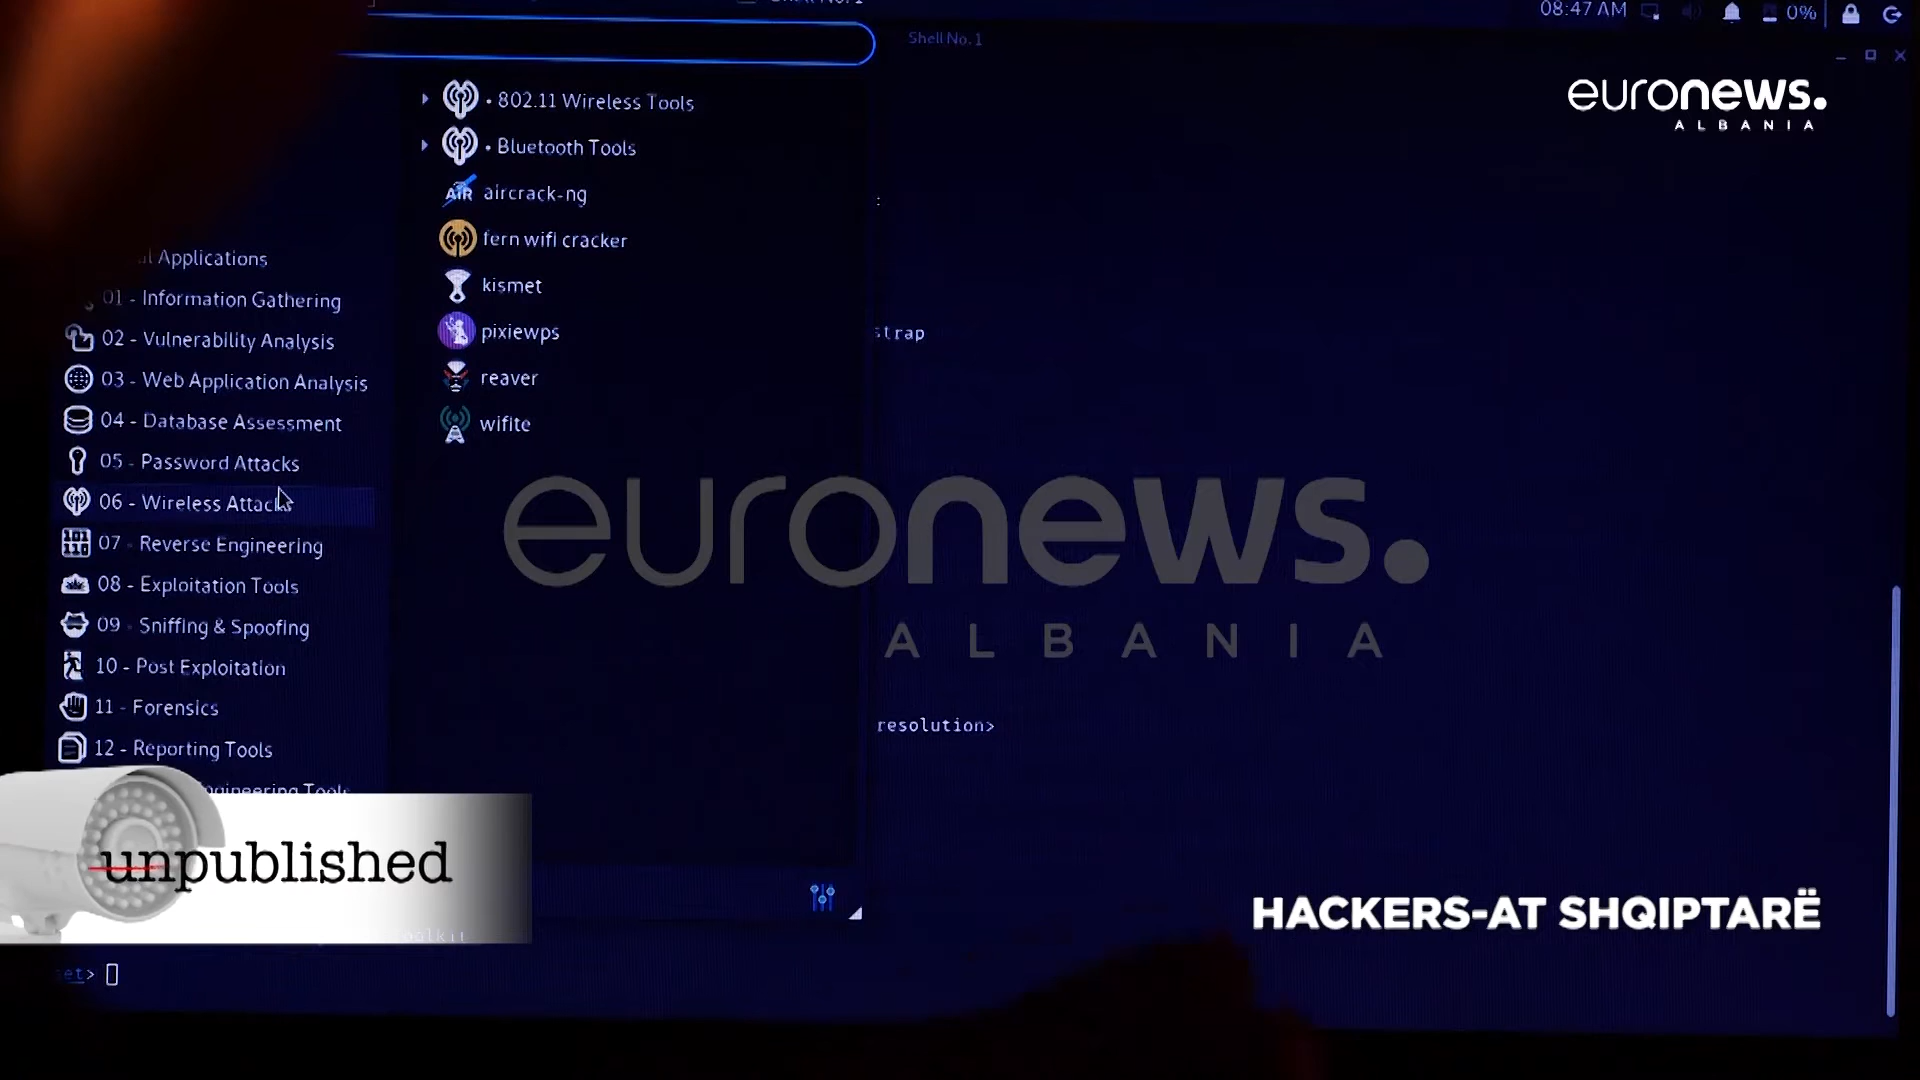 08:47 AM
0%
Shell No. 1
euronews.
ALBANIA
• 802.11 Wireless Tools
• Bluetooth Tools
aircrack-ng
fern wifi cracker
kismet
pixiewps
reaver
wifite
Applications
01 - Information Gathering
02 - Vulnerability Analysis
03 - Web Application Analysis
04 - Database Assessment
05 - Password Attacks
06 - Wireless Attacks
07 - Reverse Engineering
08 - Exploitation Tools
09 - Sniffing & Spoofing
10 - Post Exploitation
11 - Forensics
12 - Reporting Tools
strap
resolution>
euronews.
ALBANIA
unpublished
HACKERS-AT SHQIPTARË
set>